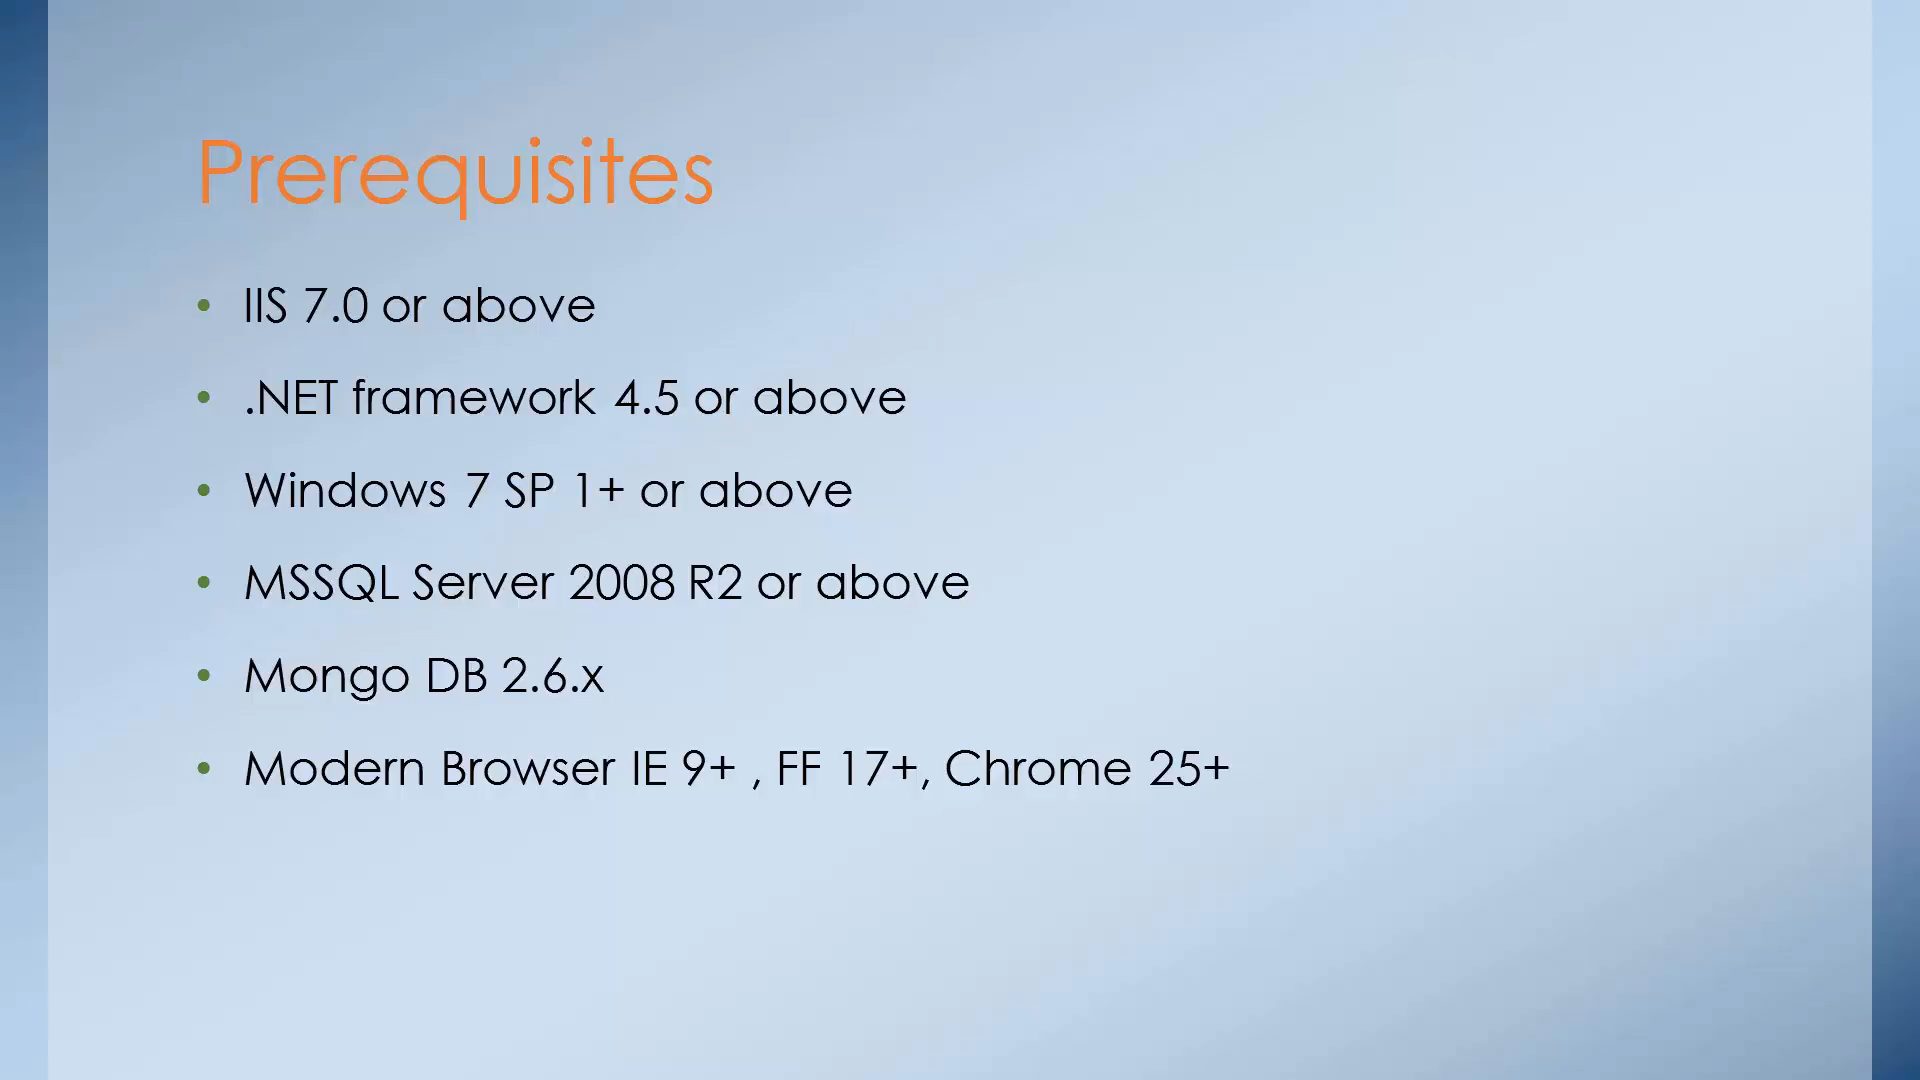 Prerequisites
• IIS 7.0 or above
• .NET framework 4.5 or above
• Windows 7 SP 1+ or above
• MSSQL Server 2008 R2 or above
• Mongo DB 2.6.x
• Modern Browser IE 9+ , FF 17+, Chrome 25+